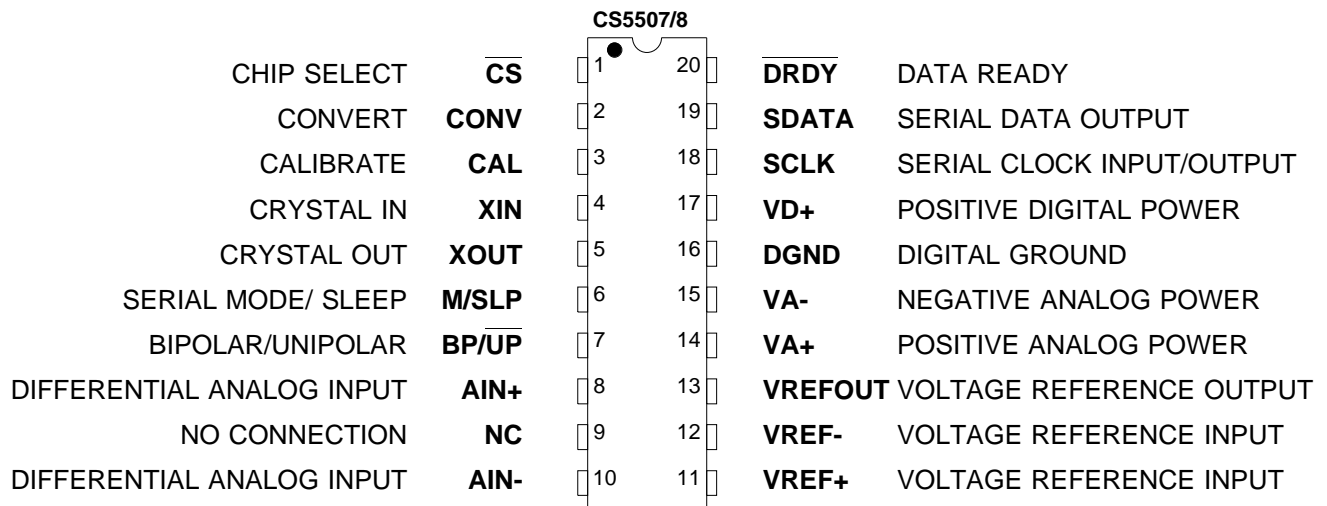 CS5507/8
CHIP SELECT C̅S̅ 1 20 D̅R̅D̅Y̅ DATA READY
CONVERT CONV 2 19 SDATA SERIAL DATA OUTPUT
CALIBRATE CAL 3 18 SCLK SERIAL CLOCK INPUT/OUTPUT
CRYSTAL IN XIN 4 17 VD+ POSITIVE DIGITAL POWER
CRYSTAL OUT XOUT 5 16 DGND DIGITAL GROUND
SERIAL MODE/ SLEEP M/SLP 6 15 VA- NEGATIVE ANALOG POWER
BIPOLAR/UNIPOLAR BP/U̅P̅ 7 14 VA+ POSITIVE ANALOG POWER
DIFFERENTIAL ANALOG INPUT AIN+ 8 13 VREFOUT VOLTAGE REFERENCE OUTPUT
NO CONNECTION NC 9 12 VREF- VOLTAGE REFERENCE INPUT
DIFFERENTIAL ANALOG INPUT AIN- 10 11 VREF+ VOLTAGE REFERENCE INPUT